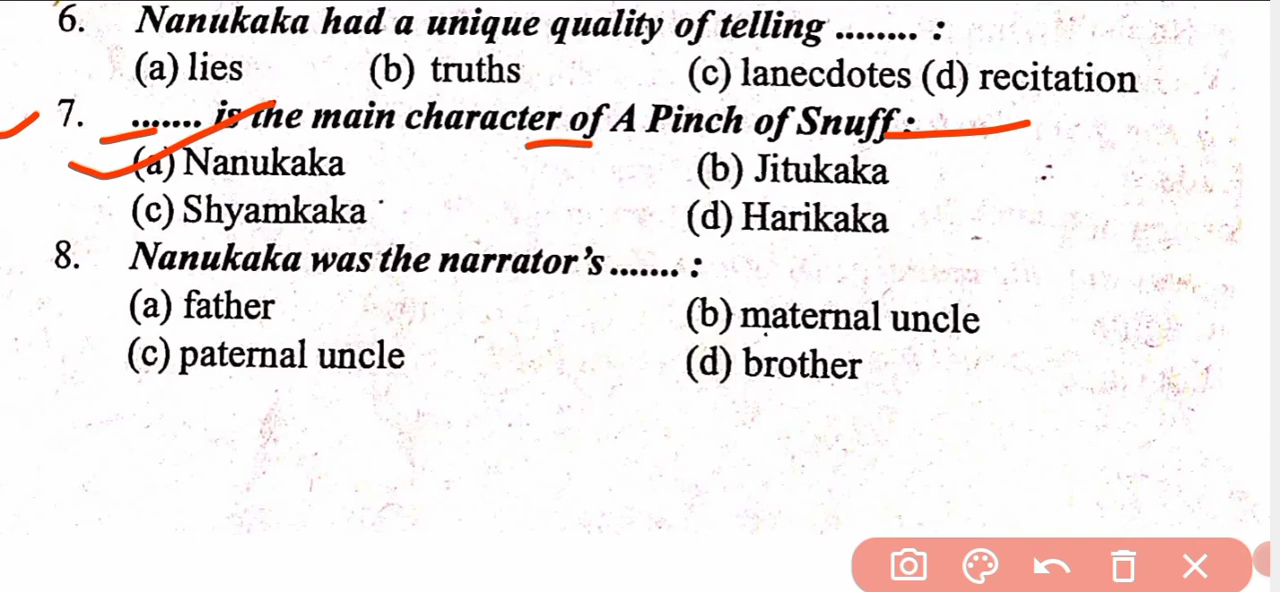 6. Nanukaka had a unique quality of telling ........ :
(a) lies (b) truths (c) lanecdotes (d) recitation
7. ....... is the main character of A Pinch of Snuff :
(a) Nanukaka (b) Jitukaka
(c) Shyamkaka (d) Harikaka
8. Nanukaka was the narrator's ....... :
(a) father (b) maternal uncle
(c) paternal uncle (d) brother